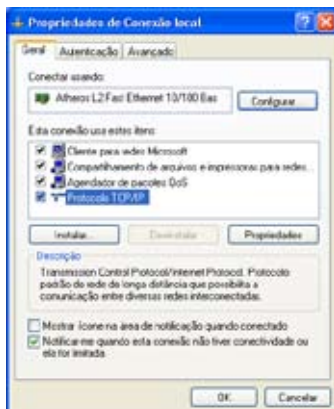 Propriedades de Conexão local
Geral Autenticação Avançado
Conectar usando:
Atheros L2 Fast Ethernet 10/100 Bas
Configurar...
Esta conexão usa estes itens:
Cliente para redes Microsoft
Compartilhamento de arquivos e impressoras para redes...
Agendador de pacotes QoS
Protocolo TCP/IP
Instalar...
Desinstalar
Propriedades
Descrição
Transmission Control Protocol/Internet Protocol. Protocolo
padrão de rede de longa distância que possibilita a
comunicação entre diversas redes interconectadas.
Mostrar ícone na área de notificação quando conectado
Notificar-me quando esta conexão não tiver conectividade ou
ela for limitada
OK
Cancelar